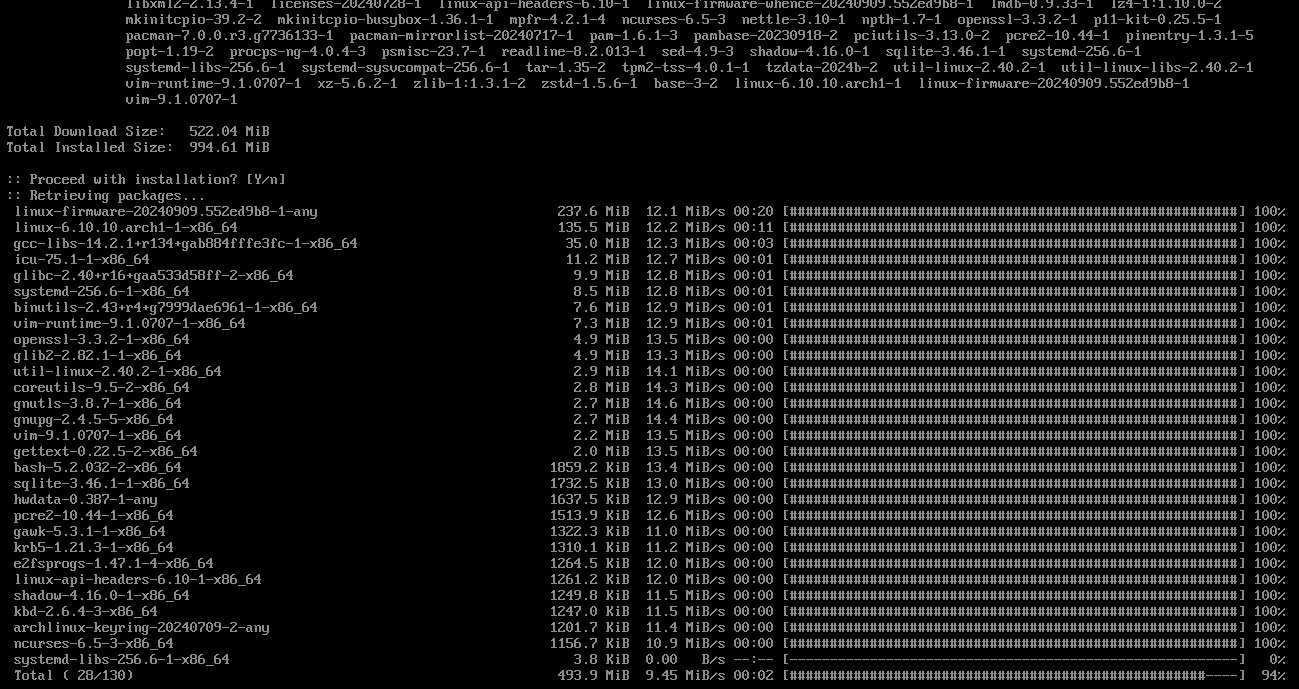 libxml2-2.13.4-1 licenses-20240728-1 linux-api-headers-6.10-1 linux-firmware-whence-20240909.552ed9b8-1 lmdb-0.9.33-1 lz4-1:1.10.0-2
mkinitcpio-39.2-2 mkinitcpio-busybox-1.36.1-1 mpfr-4.2.1-4 ncurses-6.5-3 nettle-3.10-1 npth-1.7-1 openssl-3.3.2-1 p11-kit-0.25.5-1
pacman-7.0.0.r3.g7736133-1 pacman-mirrorlist-20240717-1 pam-1.6.1-3 pambase-20230918-2 pciutils-3.13.0-2 pcre2-10.44-1 pinentry-1.3.1-5
popt-1.19-2 procps-ng-4.0.4-3 psmisc-23.7-1 readline-8.2.013-1 sed-4.9-3 shadow-4.16.0-1 sqlite-3.46.1-1 systemd-256.6-1
systemd-libs-256.6-1 systemd-sysvcompat-256.6-1 tar-1.35-2 tpm2-tss-4.0.1-1 tzdata-2024b-2 util-linux-2.40.2-1 util-linux-libs-2.40.2-1
vim-runtime-9.1.0707-1 xz-5.6.2-1 zlib-1:1.3.1-2 zstd-1.5.6-1 base-3-2 linux-6.10.10.arch1-1 linux-firmware-20240909.552ed9b8-1
vim-9.1.0707-1
Total Download Size: 522.04 MiB
Total Installed Size: 994.61 MiB
:: Proceed with installation? [Y/n]
:: Retrieving packages...
linux-firmware-20240909.552ed9b8-1-any 237.6 MiB 12.1 MiB/s 00:20 [########################################################] 100%
linux-6.10.10.arch1-1-x86_64 135.5 MiB 12.2 MiB/s 00:11 [########################################################] 100%
gcc-libs-14.2.1+r134+gab884fffe3fc-1-x86_64 35.0 MiB 12.3 MiB/s 00:03 [########################################################] 100%
icu-75.1-1-x86_64 11.2 MiB 12.7 MiB/s 00:01 [########################################################] 100%
glibc-2.40+r16+gaa533d58ff-2-x86_64 9.9 MiB 12.8 MiB/s 00:01 [########################################################] 100%
systemd-256.6-1-x86_64 8.5 MiB 12.8 MiB/s 00:01 [########################################################] 100%
binutils-2.43+r4+g7999dae6961-1-x86_64 7.6 MiB 12.9 MiB/s 00:01 [########################################################] 100%
vim-runtime-9.1.0707-1-x86_64 7.3 MiB 12.9 MiB/s 00:01 [########################################################] 100%
openssl-3.3.2-1-x86_64 4.9 MiB 13.5 MiB/s 00:00 [########################################################] 100%
glib2-2.82.1-1-x86_64 4.9 MiB 13.3 MiB/s 00:00 [########################################################] 100%
util-linux-2.40.2-1-x86_64 2.9 MiB 14.1 MiB/s 00:00 [########################################################] 100%
coreutils-9.5-2-x86_64 2.8 MiB 14.3 MiB/s 00:00 [########################################################] 100%
gnutls-3.8.7-1-x86_64 2.7 MiB 14.6 MiB/s 00:00 [########################################################] 100%
gnupg-2.4.5-5-x86_64 2.7 MiB 14.4 MiB/s 00:00 [########################################################] 100%
vim-9.1.0707-1-x86_64 2.2 MiB 13.5 MiB/s 00:00 [########################################################] 100%
gettext-0.22.5-2-x86_64 2.0 MiB 13.5 MiB/s 00:00 [########################################################] 100%
bash-5.2.032-2-x86_64 1859.2 KiB 13.4 MiB/s 00:00 [########################################################] 100%
sqlite-3.46.1-1-x86_64 1732.5 KiB 13.0 MiB/s 00:00 [########################################################] 100%
hwdata-0.387-1-any 1637.5 KiB 12.9 MiB/s 00:00 [########################################################] 100%
pcre2-10.44-1-x86_64 1513.9 KiB 12.6 MiB/s 00:00 [########################################################] 100%
gawk-5.3.1-1-x86_64 1322.3 KiB 11.0 MiB/s 00:00 [########################################################] 100%
krb5-1.21.3-1-x86_64 1310.1 KiB 11.2 MiB/s 00:00 [########################################################] 100%
e2fsprogs-1.47.1-4-x86_64 1264.5 KiB 12.0 MiB/s 00:00 [########################################################] 100%
linux-api-headers-6.10-1-x86_64 1261.2 KiB 12.0 MiB/s 00:00 [########################################################] 100%
shadow-4.16.0-1-x86_64 1249.8 KiB 11.5 MiB/s 00:00 [########################################################] 100%
kbd-2.6.4-3-x86_64 1247.0 KiB 11.5 MiB/s 00:00 [########################################################] 100%
archlinux-keyring-20240709-2-any 1201.7 KiB 11.4 MiB/s 00:00 [########################################################] 100%
ncurses-6.5-3-x86_64 1156.7 KiB 10.9 MiB/s 00:00 [########################################################] 100%
systemd-libs-256.6-1-x86_64 3.8 KiB 0.00 B/s --:-- [--------------------------------------------------------] 0%
Total ( 28/130) 493.9 MiB 9.45 MiB/s 00:02 [####################################################----] 94%